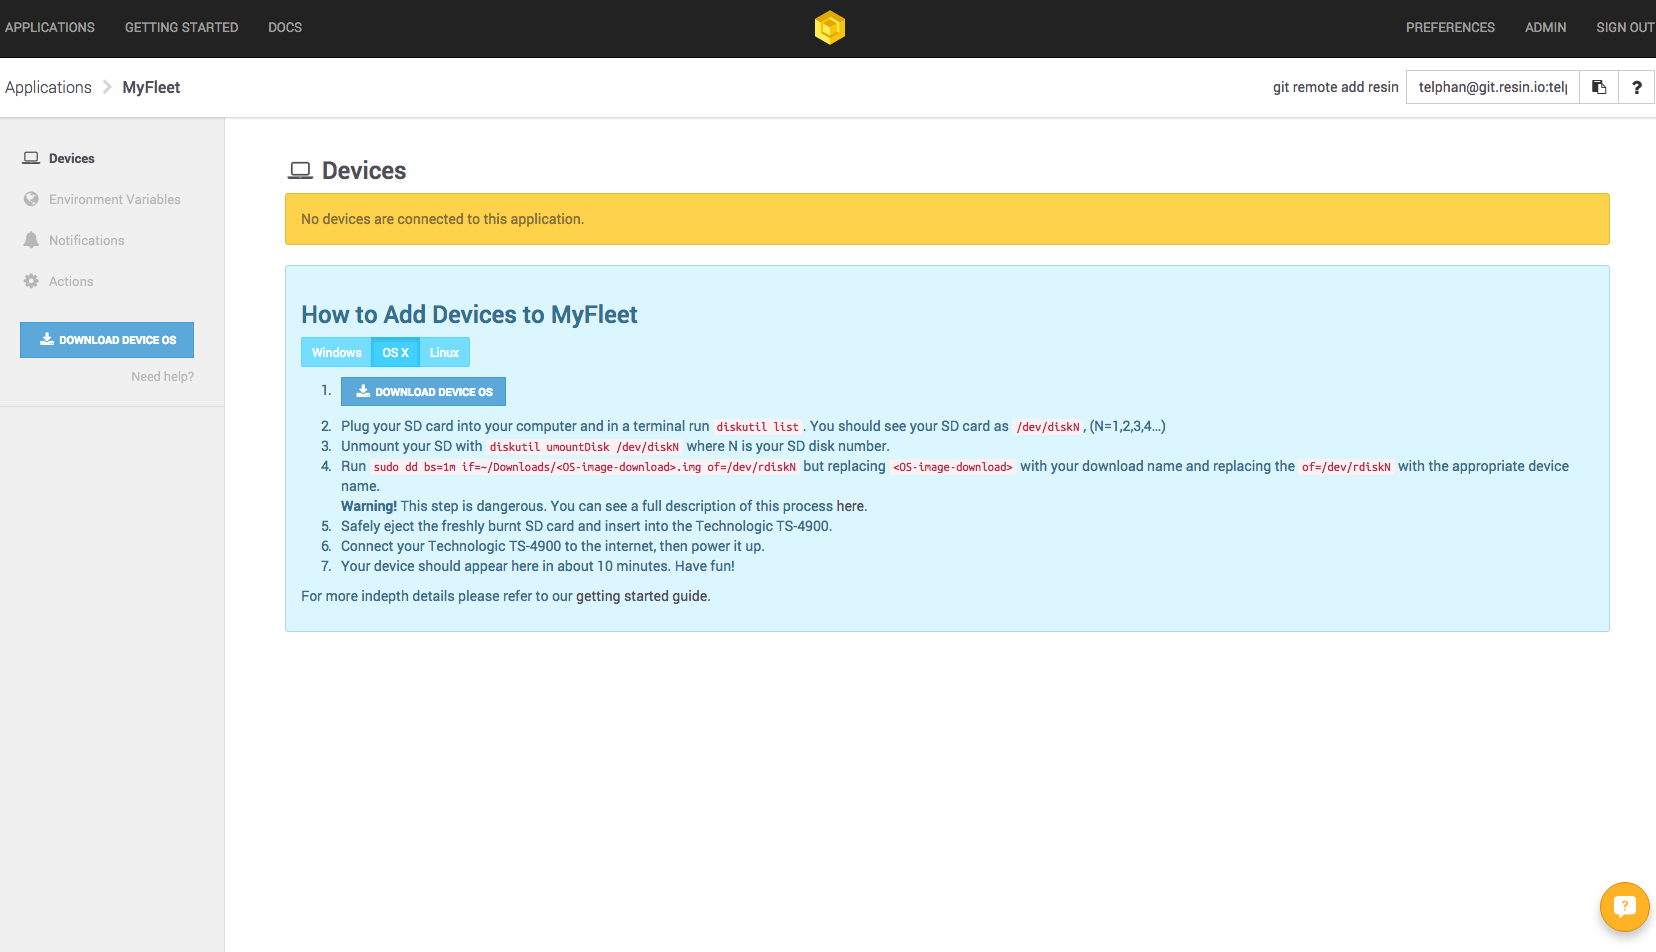 APPLICATIONS GETTING STARTED DOCS PREFERENCES ADMIN SIGN OUT
Applications MyFleet git remote add resin telphan@git.resin.io:telp ?
Devices
Environment Variables
Notifications
Actions
DOWNLOAD DEVICE OS
Need help?
Devices
No devices are connected to this application.
How to Add Devices to MyFleet
Windows OS X Linux
1. DOWNLOAD DEVICE OS
2. Plug your SD card into your computer and in a terminal run diskutil list . You should see your SD card as /dev/diskN , (N=1,2,3,4...)
3. Unmount your SD with diskutil umountDisk /dev/diskN where N is your SD disk number.
4. Run sudo dd bs=1m if=~/Downloads/<OS-image-download>.img of=/dev/rdiskN but replacing <OS-image-download> with your download name and replacing the of=/dev/rdiskN with the appropriate device
name.
Warning! This step is dangerous. You can see a full description of this process here.
5. Safely eject the freshly burnt SD card and insert into the Technologic TS-4900.
6. Connect your Technologic TS-4900 to the internet, then power it up.
7. Your device should appear here in about 10 minutes. Have fun!
For more indepth details please refer to our getting started guide.
?